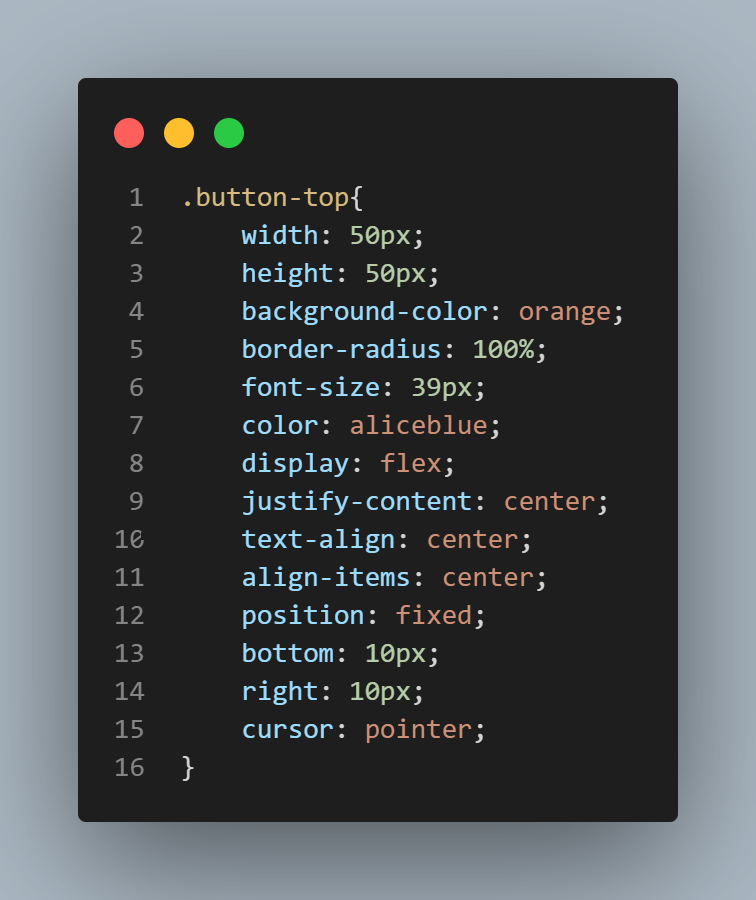 1 .button-top{
2     width: 50px;
3     height: 50px;
4     background-color: orange;
5     border-radius: 100%;
6     font-size: 39px;
7     color: aliceblue;
8     display: flex;
9     justify-content: center;
10     text-align: center;
11     align-items: center;
12     position: fixed;
13     bottom: 10px;
14     right: 10px;
15     cursor: pointer;
16 }